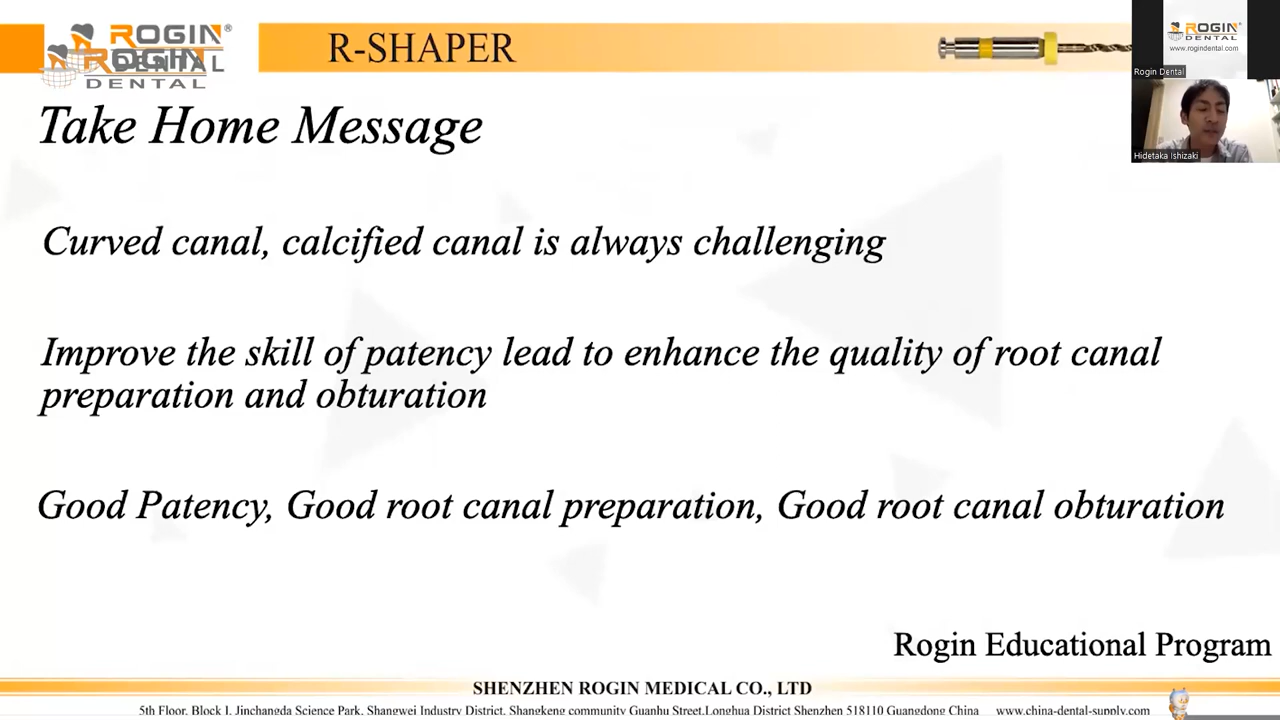 ROGIN®
DENTAL
ROGIN
DENTAL
R-SHAPER
ROGIN
DENTAL
www.rogindental.com
Rogin Dental
Hidetaka Ishizaki
Take Home Message
Curved canal, calcified canal is always challenging
Improve the skill of patency lead to enhance the quality of root canal
preparation and obturation
Good Patency, Good root canal preparation, Good root canal obturation
Rogin Educational Program
SHENZHEN ROGIN MEDICAL CO., LTD
5th Floor, Block I, Jinchangda Science Park, Shangwei Industry District, Shangkeng community Guanhu Street,Longhua District Shenzhen 518110 Guangdong China www.china-dental-supply.com